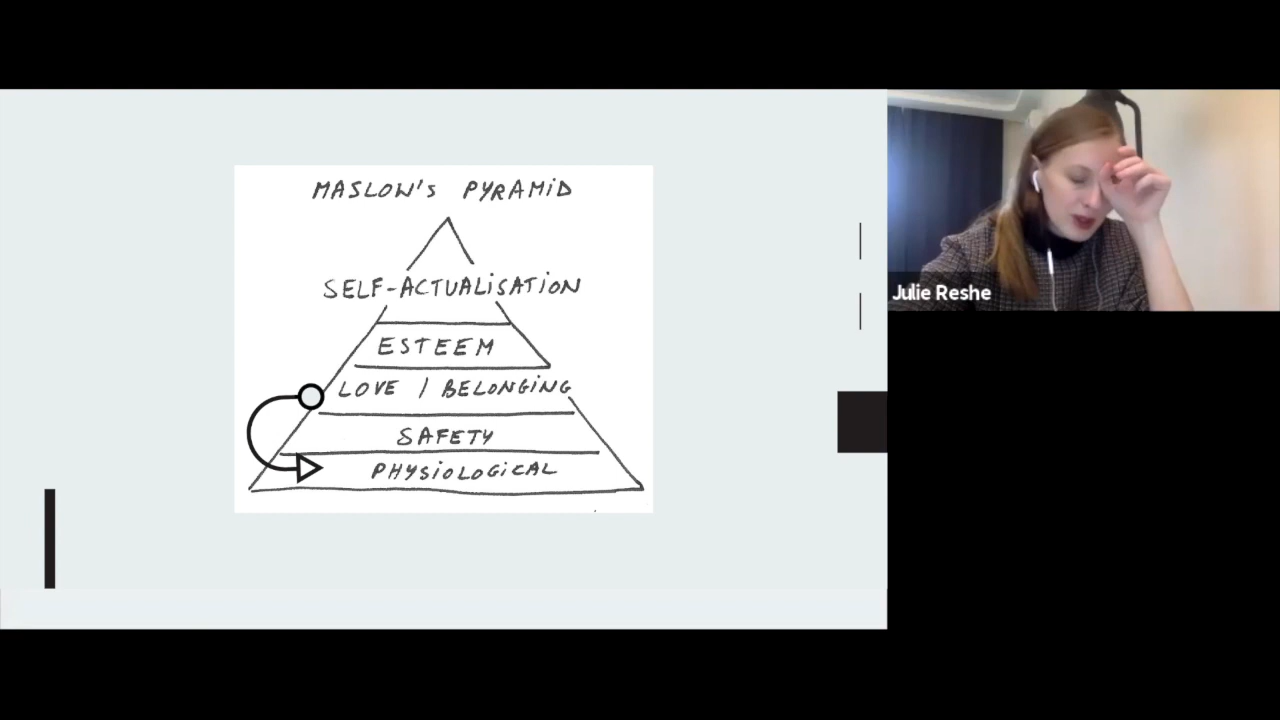 MASLOW'S PYRAMiD
SELF-ACTUALiSATiON
ESTEEM
LOVE / BELONGiNG
SAFETY
PHYSiOLOGiCAL
Julie Reshe